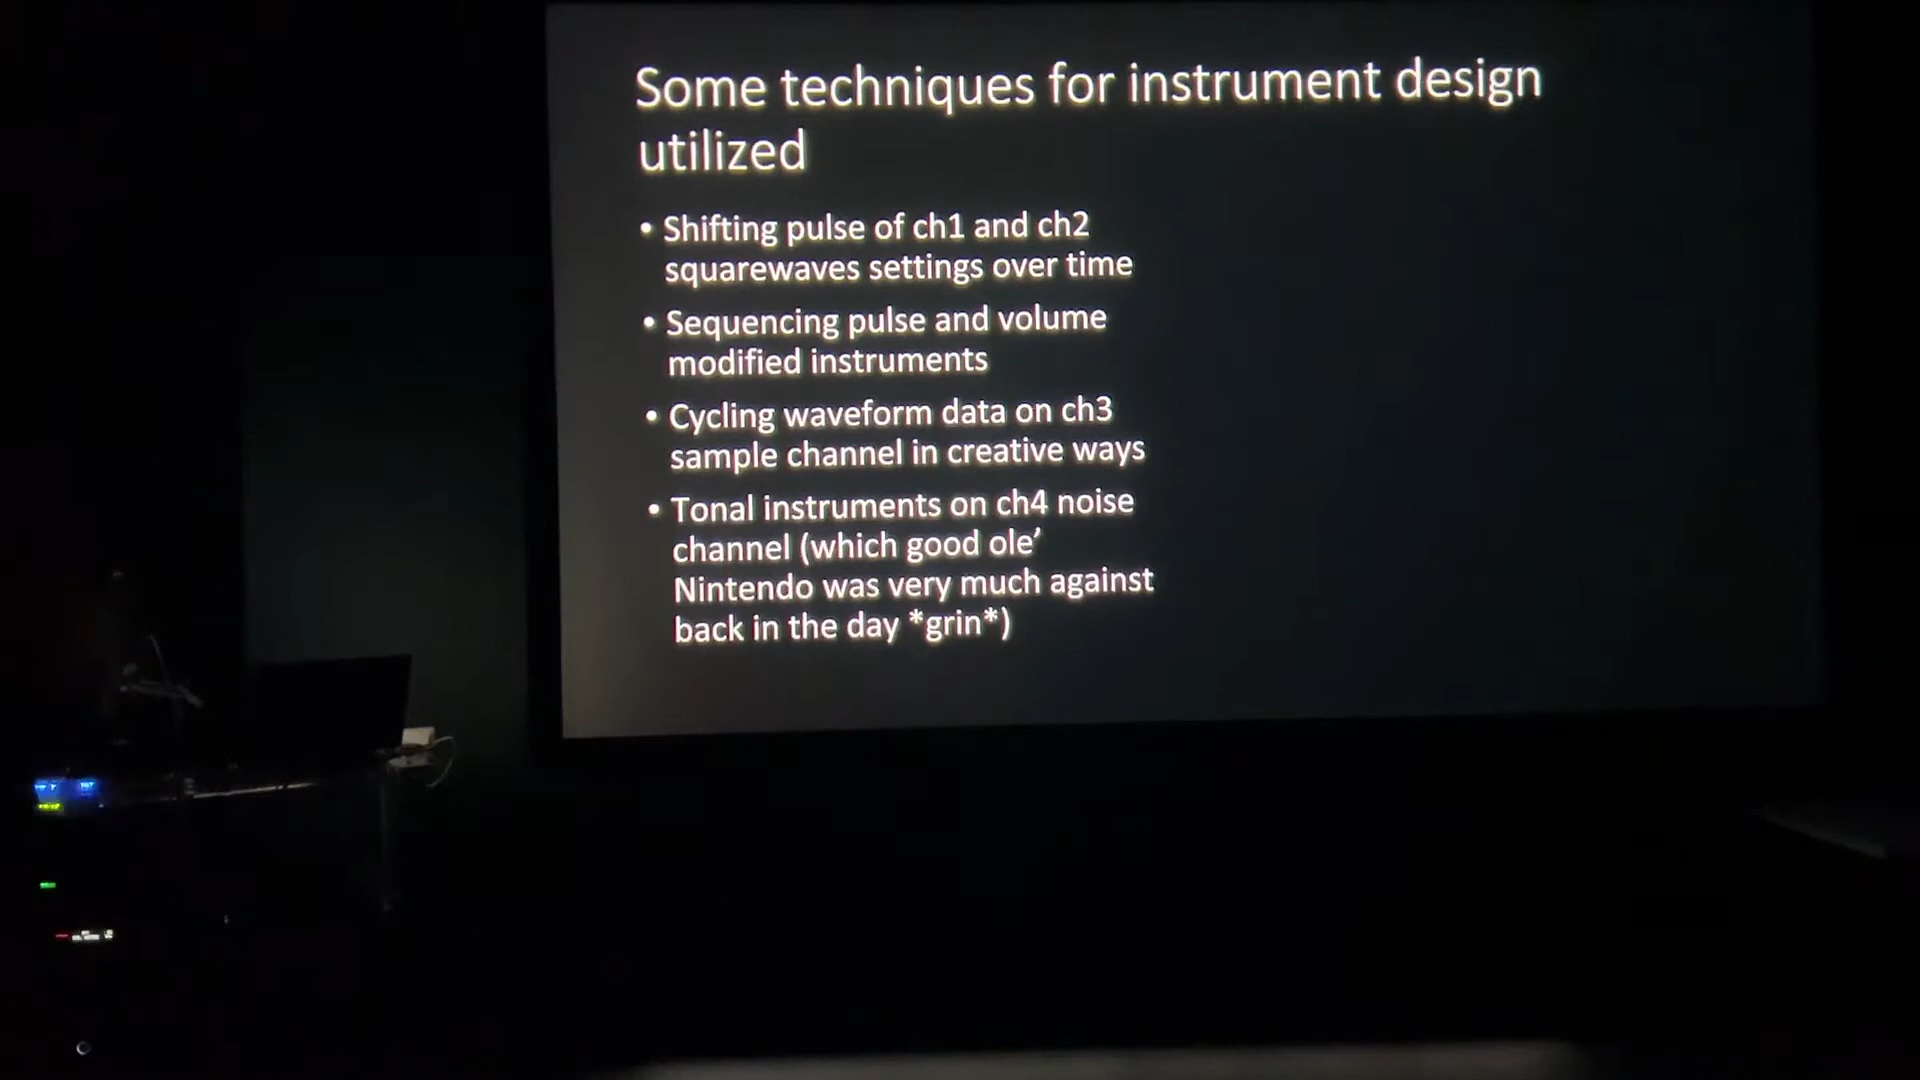 Some techniques for instrument design
utilized
• Shifting pulse of ch1 and ch2
squarewaves settings over time
• Sequencing pulse and volume
modified instruments
• Cycling waveform data on ch3
sample channel in creative ways
• Tonal instruments on ch4 noise
channel (which good ole’
Nintendo was very much against
back in the day *grin*)